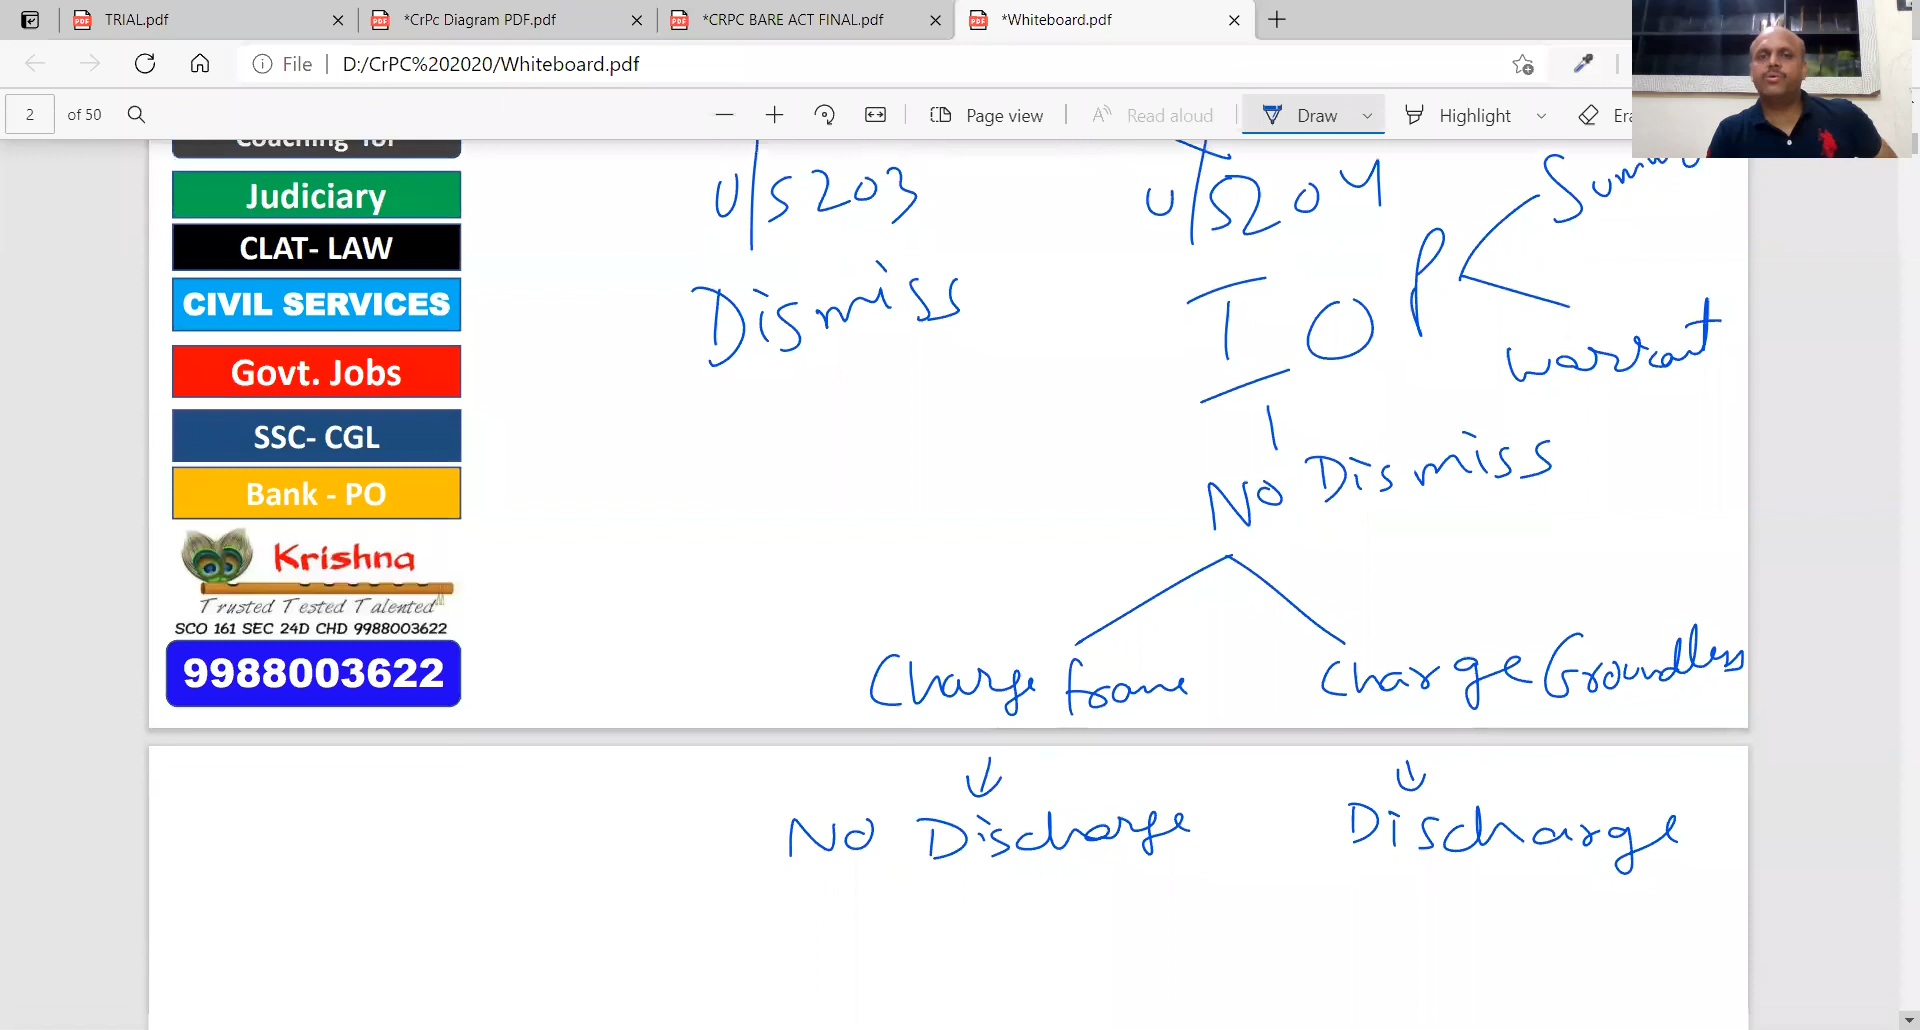 TRIAL.pdf
*CrPc Diagram PDF.pdf
*CRPC BARE ACT FINAL.pdf
*Whiteboard.pdf
File
D:/CrPC%202020/Whiteboard.pdf
2 of 50
Page view
Read aloud
Draw
Highlight
Era
Coaching for
Judiciary
CLAT- LAW
CIVIL SERVICES
Govt. Jobs
SSC- CGL
Bank - PO
Krishna
Trusted Tested Talented
SCO 161 SEC 24D CHD 9988003622
9988003622
U/S 203
U/S 204
Dismiss
I O P
Warrant
No Dismiss
Charge frame
Charge Groundless
No Discharge
Discharge